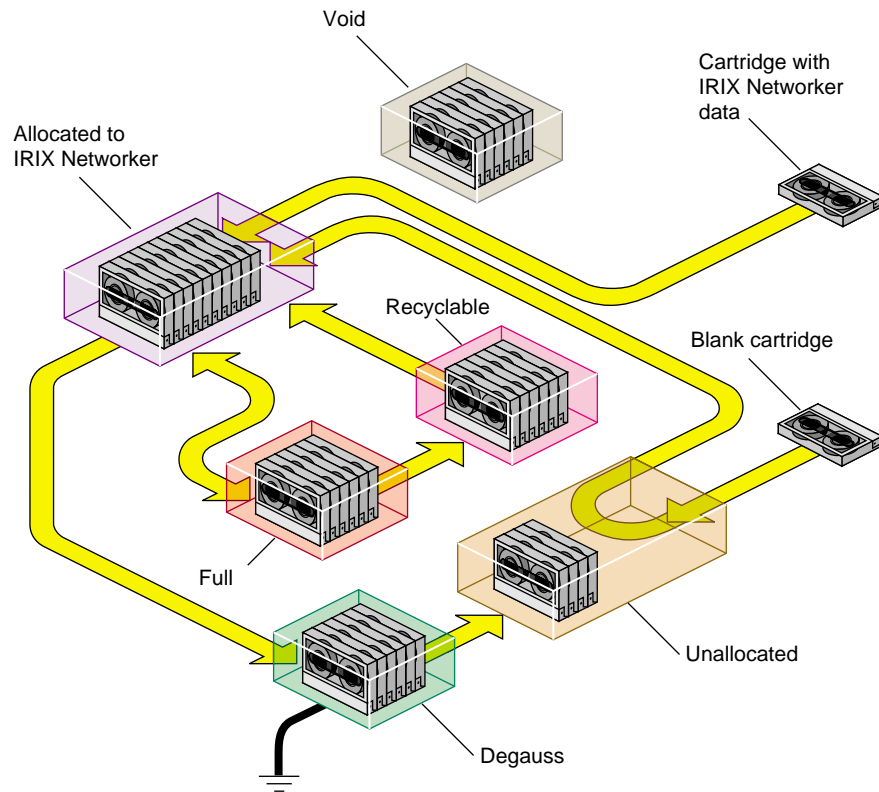 Void
Cartridge with
IRIX Networker
data
Allocated to
IRIX Networker
Recyclable
Blank cartridge
Full
Unallocated
Degauss